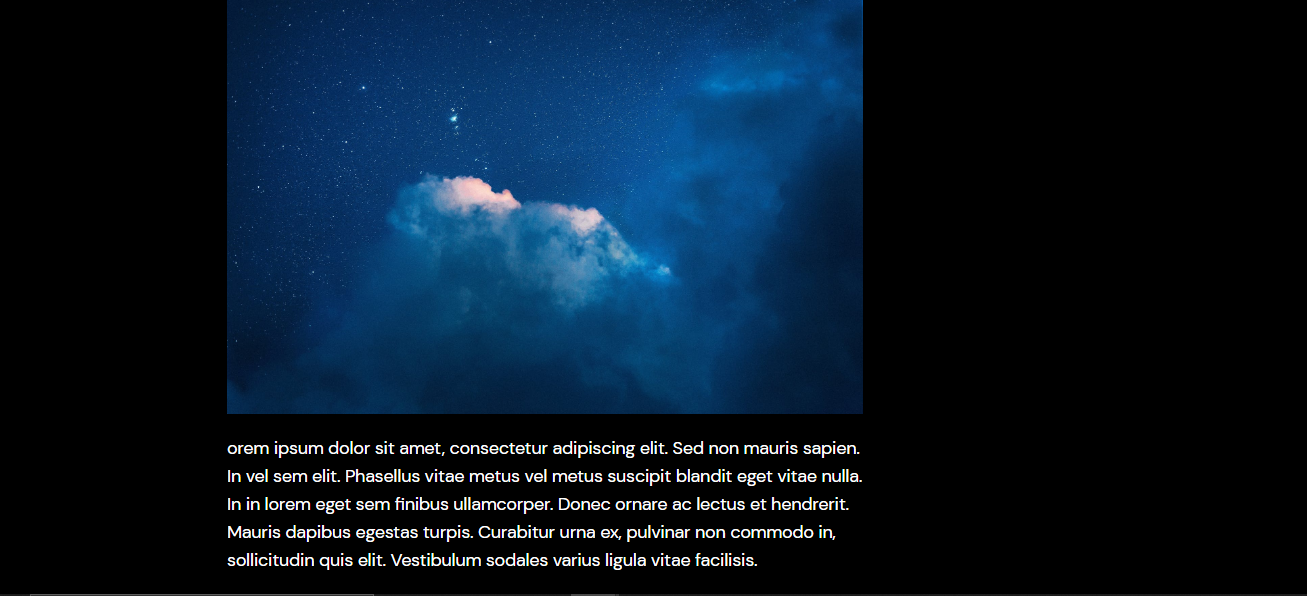 orem ipsum dolor sit amet, consectetur adipiscing elit. Sed non mauris sapien.
In vel sem elit. Phasellus vitae metus vel metus suscipit blandit eget vitae nulla.
In in lorem eget sem finibus ullamcorper. Donec ornare ac lectus et hendrerit.
Mauris dapibus egestas turpis. Curabitur urna ex, pulvinar non commodo in,
sollicitudin quis elit. Vestibulum sodales varius ligula vitae facilisis.